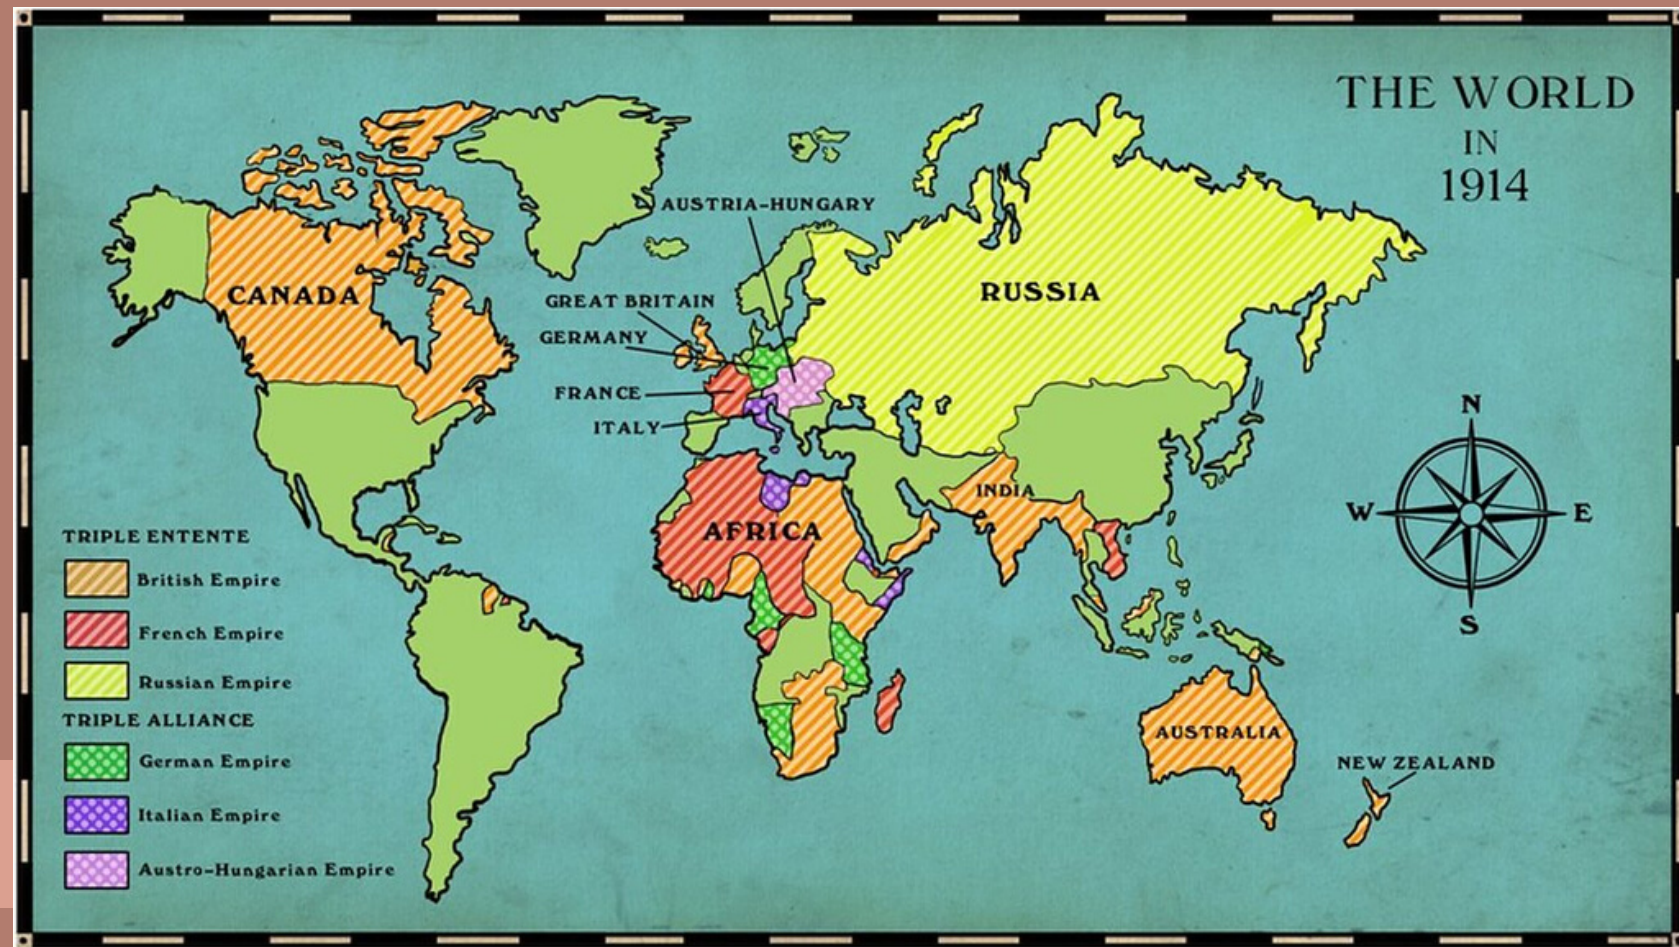 THE WORLD
IN
1914
AUSTRIA-HUNGARY
CANADA
RUSSIA
GREAT BRITAIN
GERMANY
FRANCE
ITALY
INDIA
AFRICA
AUSTRALIA
NEW ZEALAND
N
W
E
S
TRIPLE ENTENTE
British Empire
French Empire
Russian Empire
TRIPLE ALLIANCE
German Empire
Italian Empire
Austro-Hungarian Empire